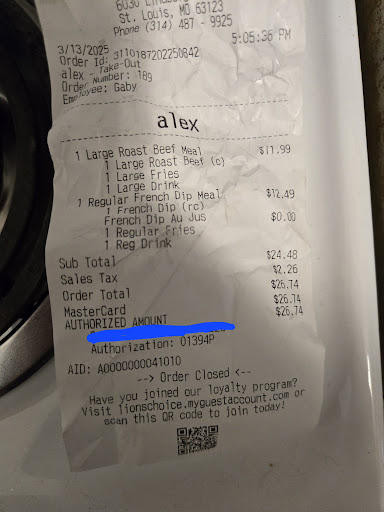 St. Louis, MO 63123
Phone (314) 487 - 9925
3/13/2025 5:05:36 PM
Order Id: 3110187202250842
alex - Take-Out
Order Number: 189
Employee: Gaby
alex
1 Large Roast Beef Meal $11.99
1 Large Roast Beef (c)
1 Large Fries
1 Large Drink
1 Regular French Dip Meal $12.49
1 French Dip (rc)
French Dip Au Jus $0.00
1 Regular Fries
1 Reg Drink
Sub Total $24.48
Sales Tax $2.26
Order Total $26.74
MasterCard $26.74
AUTHORIZED AMOUNT $26.74
Authorization: 01394P
AID: A0000000041010
--> Order Closed <--
Have you joined our loyalty program?
Visit lionschoice.myguestaccount.com or
scan this QR code to join today!